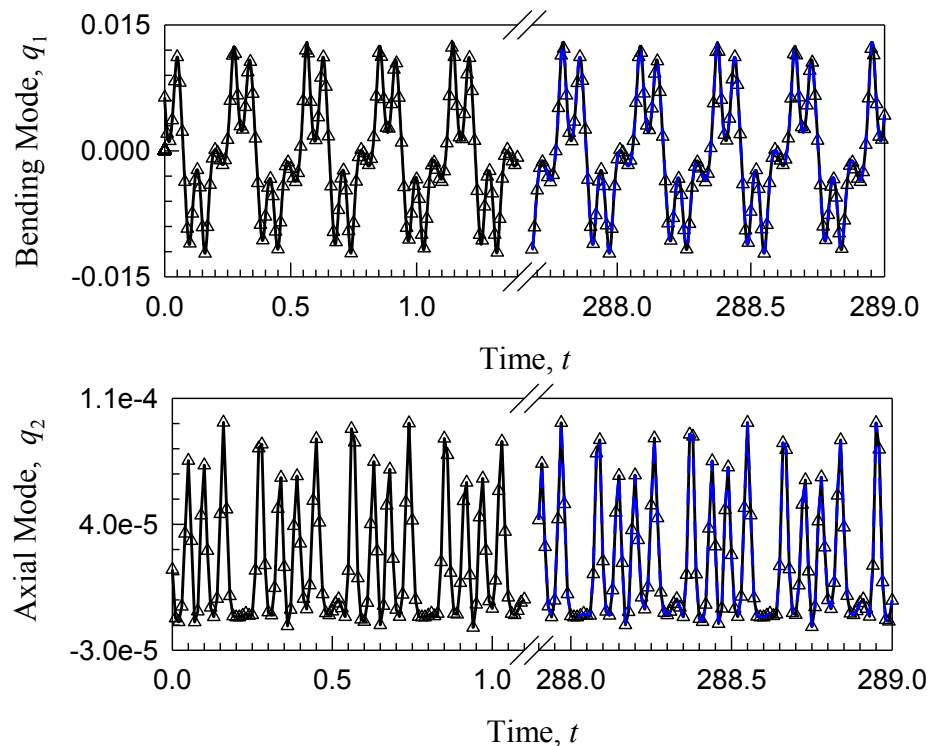 0.015
Bending Mode, q1
0.000
-0.015
0.0 0.5 1.0 288.0 288.5 289.0
Time, t
1.1e-4
Axial Mode, q2
4.0e-5
-3.0e-5
0.0 0.5 1.0 288.0 288.5 289.0
Time, t